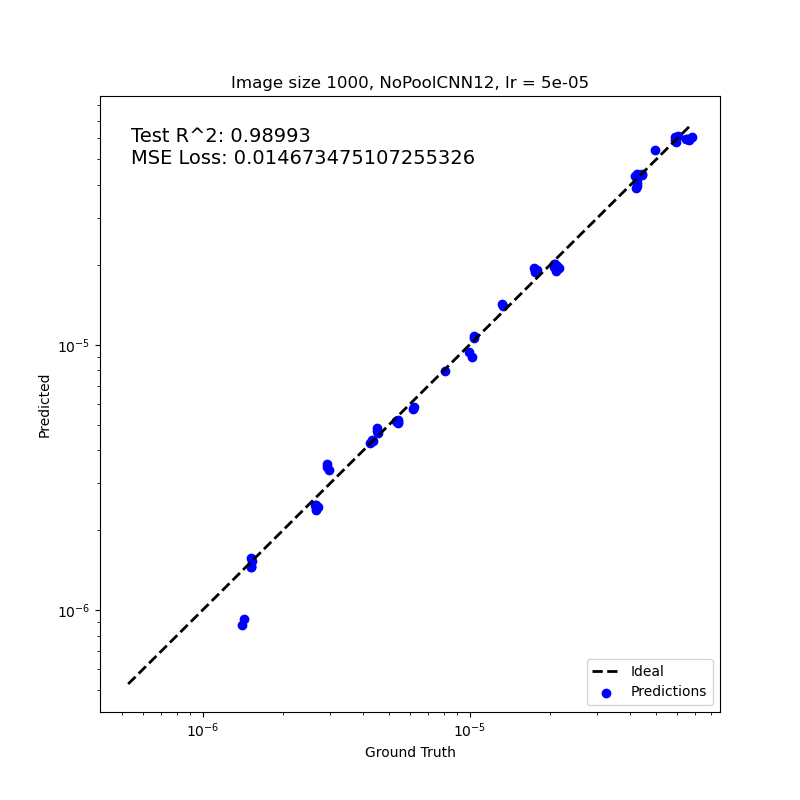 Image size 1000, NoPoolCNN12, lr = 5e-05
Test R^2: 0.98993
MSE Loss: 0.014673475107255326
Predicted
10⁻⁵
10⁻⁶
Ideal
Predictions
10⁻⁶
10⁻⁵
Ground Truth